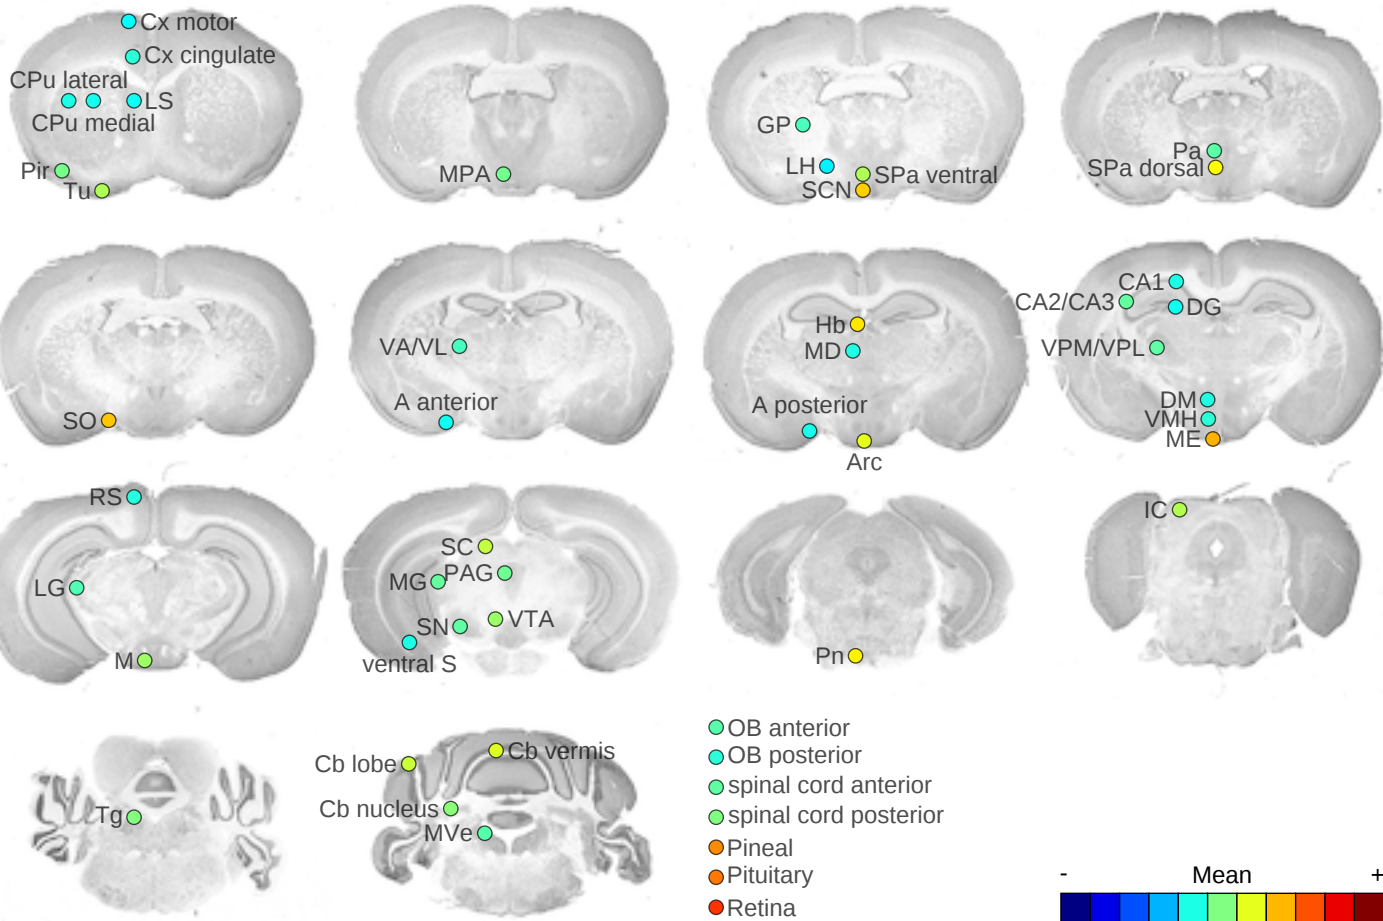 Cx motor
Cx cingulate
CPu lateral
LS
CPu medial
Pir
Tu
MPA
GP
LH
SPa ventral
SCN
Pa
SPa dorsal
SO
VA/VL
A anterior
Hb
MD
A posterior
Arc
CA1
CA2/CA3
DG
VPM/VPL
DM
VMH
ME
RS
LG
M
SC
MG
PAG
SN
VTA
ventral S
Pn
IC
Tg
Cb lobe
Cb vermis
Cb nucleus
MVe
OB anterior
OB posterior
spinal cord anterior
spinal cord posterior
Pineal
Pituitary
Retina
- Mean +